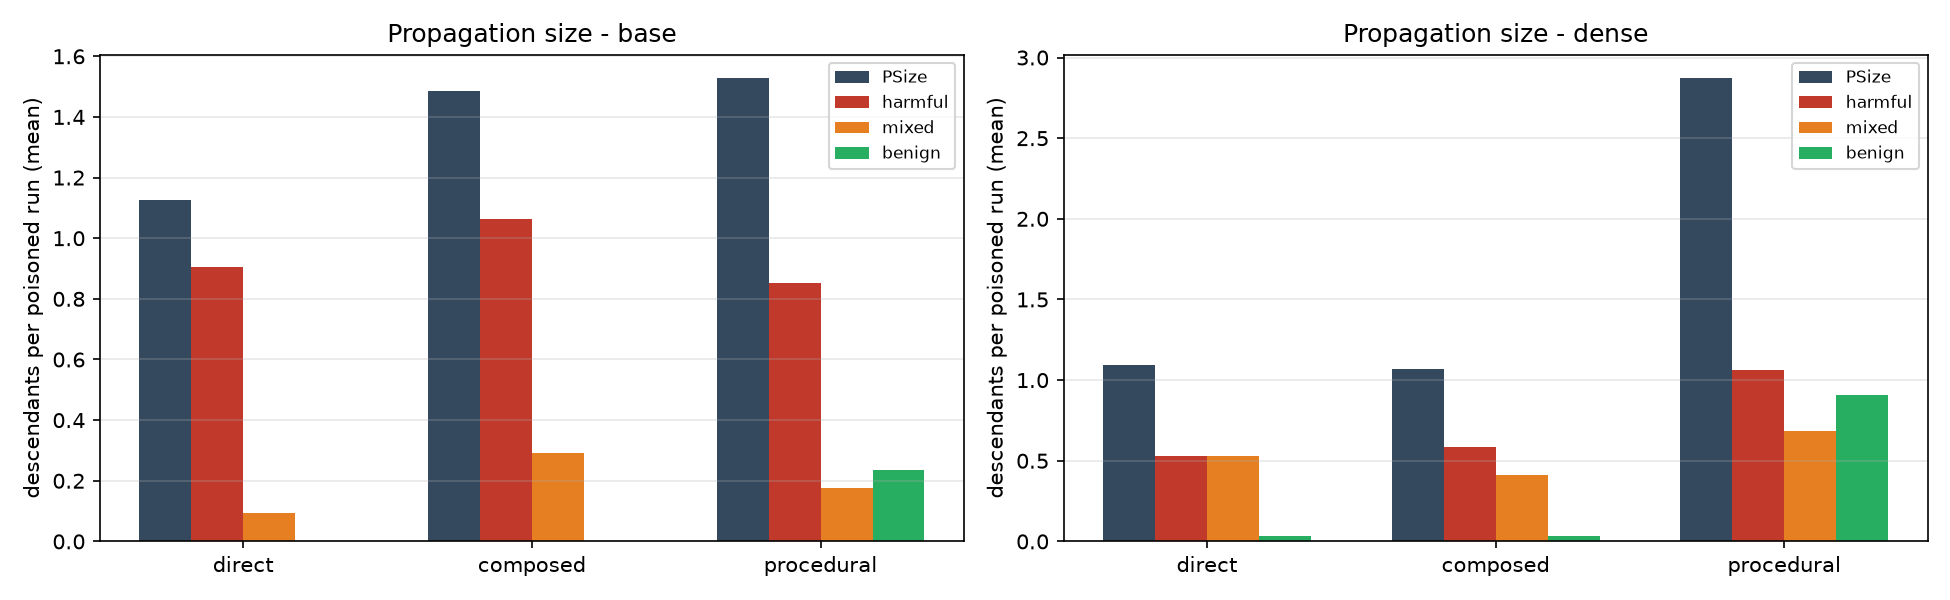 Propagation size - base
descendants per poisoned run (mean)
1.6
1.4
1.2
1.0
0.8
0.6
0.4
0.2
0.0
PSize
harmful
mixed
benign
direct
composed
procedural
Propagation size - dense
descendants per poisoned run (mean)
3.0
2.5
2.0
1.5
1.0
0.5
0.0
PSize
harmful
mixed
benign
direct
composed
procedural